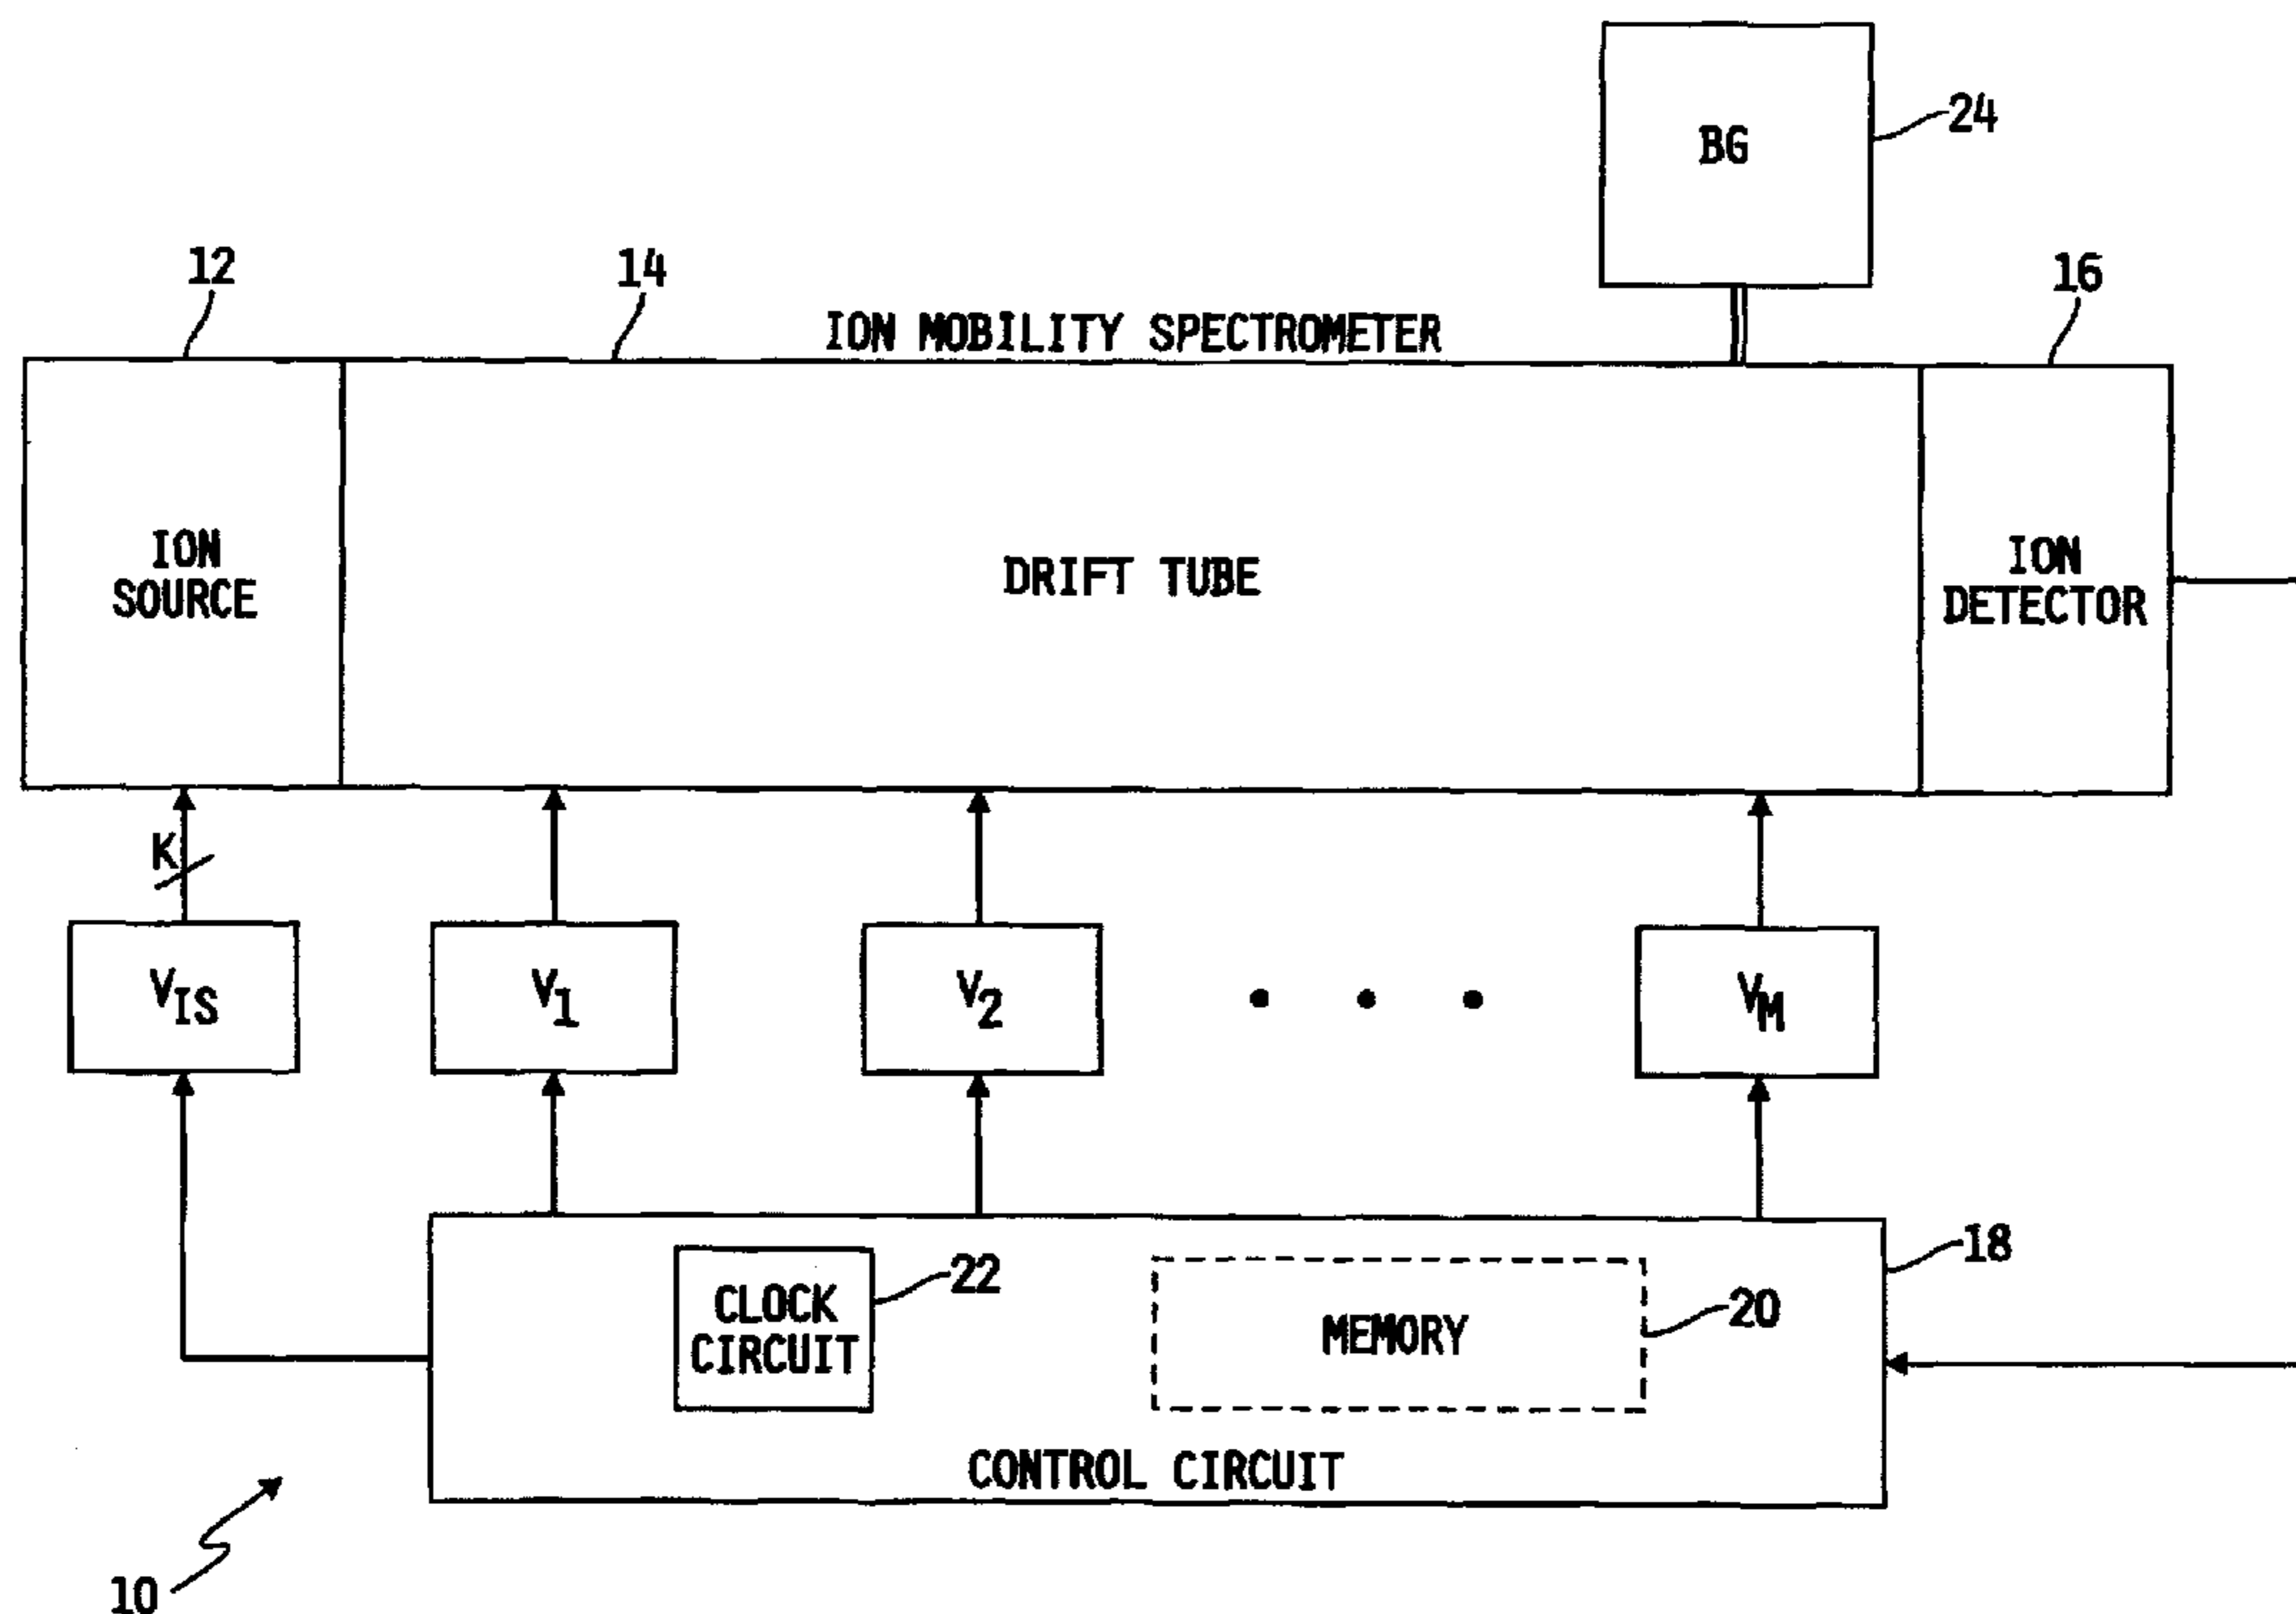 BG
24
12
14
ION MOBILITY SPECTROMETER
16
ION
SOURCE
DRIFT TUBE
ION
DETECTOR
K
VIS
V1
V2
• • •
VM
CLOCK
CIRCUIT
22
MEMORY
20
18
CONTROL CIRCUIT
10